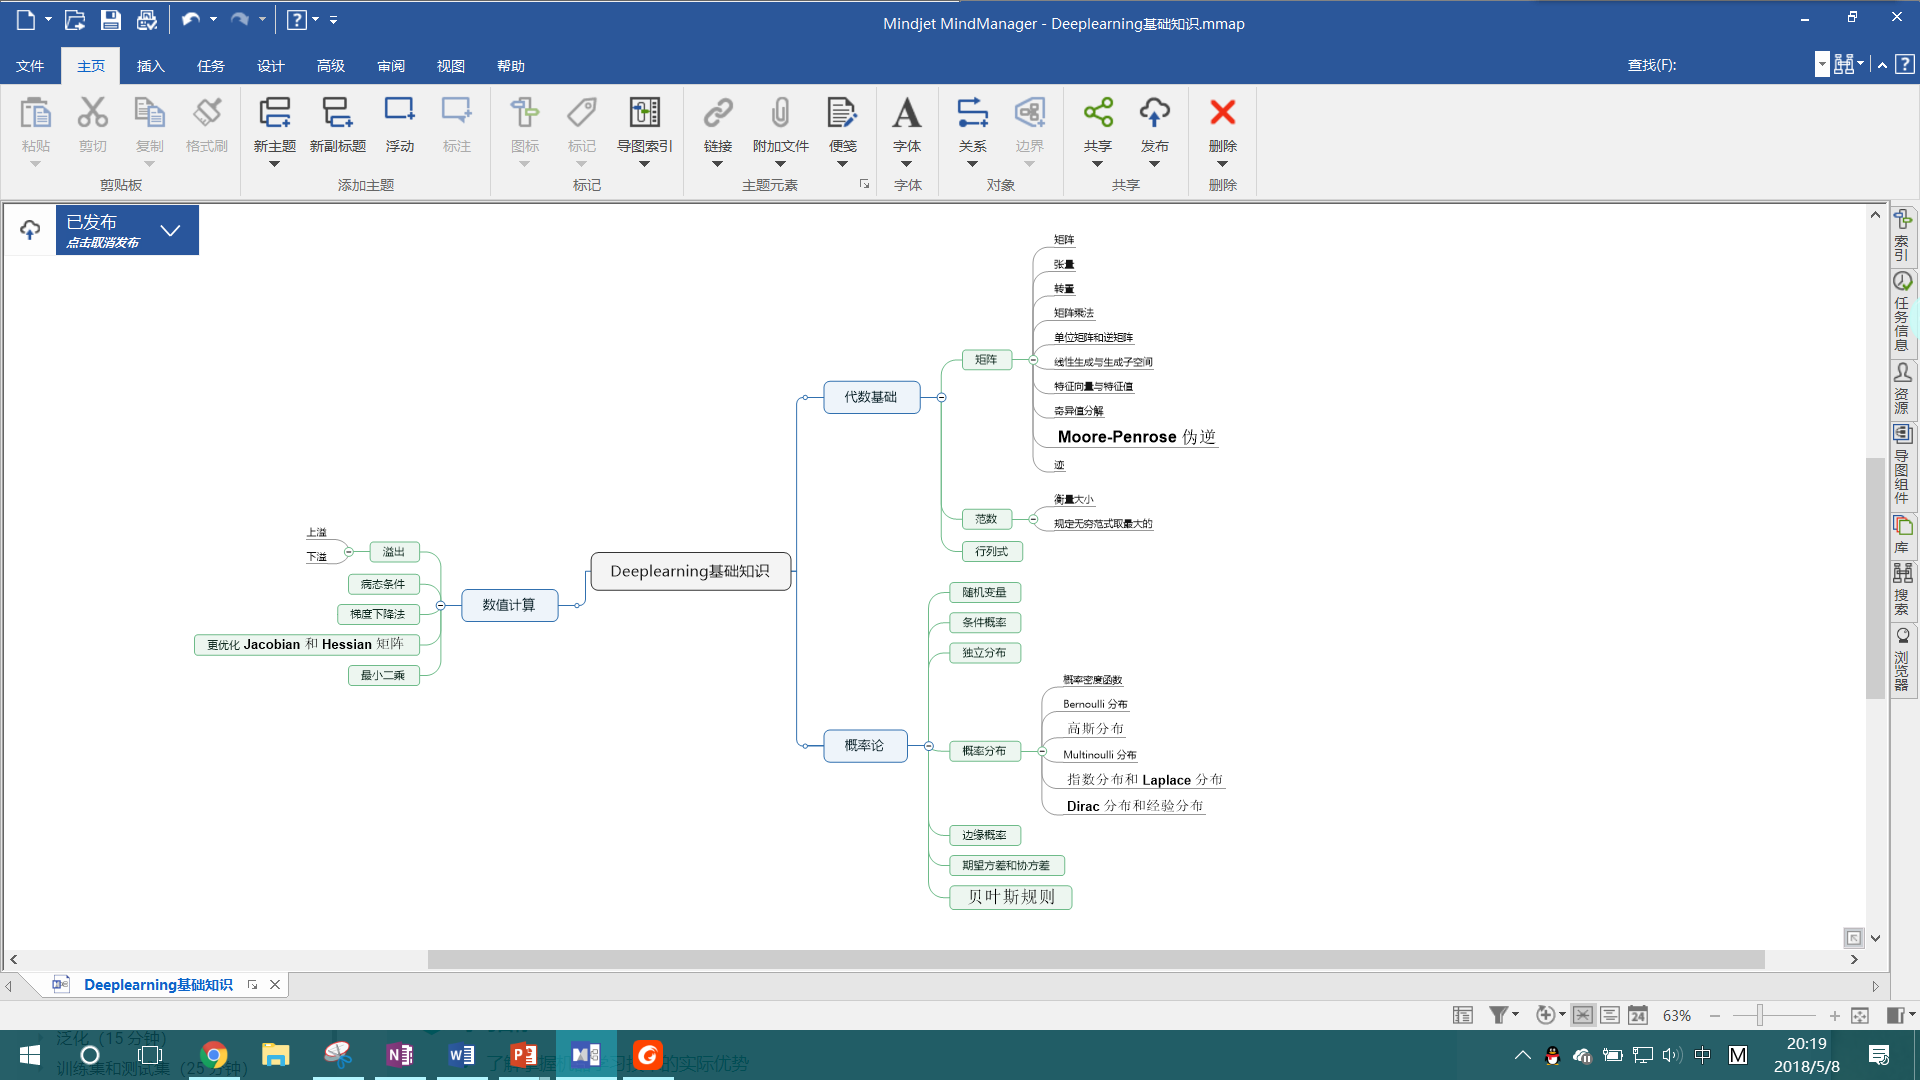 Mindjet MindManager - Deeplearning基础知识.mmap
文件 主页 插入 任务 设计 高级 审阅 视图 帮助 查找(F):
粘贴 剪切 复制 格式刷 新主题 新副标题 浮动 标注 图标 标记 导图索引 链接 附加文件 便笺 字体 关系 边界 共享 发布 删除
剪贴板 添加主题 标记 主题元素 字体 对象 共享 删除
已发布
点击取消发布
Deeplearning基础知识
代数基础
矩阵
矩阵
张量
转置
矩阵乘法
单位矩阵和逆矩阵
线性生成与生成子空间
特征向量与特征值
奇异值分解
Moore-Penrose 伪逆
迹
范数
衡量大小
规定无穷范式取最大的
行列式
概率论
随机变量
条件概率
独立分布
概率分布
概率密度函数
Bernoulli 分布
高斯分布
Multinoulli 分布
指数分布和 Laplace 分布
Dirac 分布和经验分布
边缘概率
期望方差和协方差
贝叶斯规则
数值计算
溢出
上溢
下溢
病态条件
梯度下降法
更优化 Jacobian 和 Hessian 矩阵
最小二乘
索引
任务信息
资源
导图组件
库
搜索
浏览器
Deeplearning基础知识
24 63%
泛化（15分钟）
训练集和测试集（25分钟）
中 M
20:19
2018/5/8